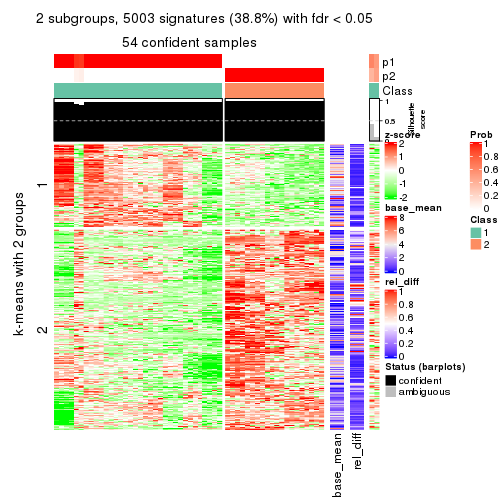 2 subgroups, 5003 signatures (38.8%) with fdr < 0.05
54 confident samples
p1
p2
Class
1
0.5
0
Silhouette
score
k-means with 2 groups
1
2
base_mean
rel_diff
z-score
2
1
0
-1
-2
base_mean
8
6
4
2
0
rel_diff
1
0.8
0.6
0.4
0.2
0
Status (barplots)
confident
ambiguous
Prob
1
0.8
0.6
0.4
0.2
0
Class
1
2